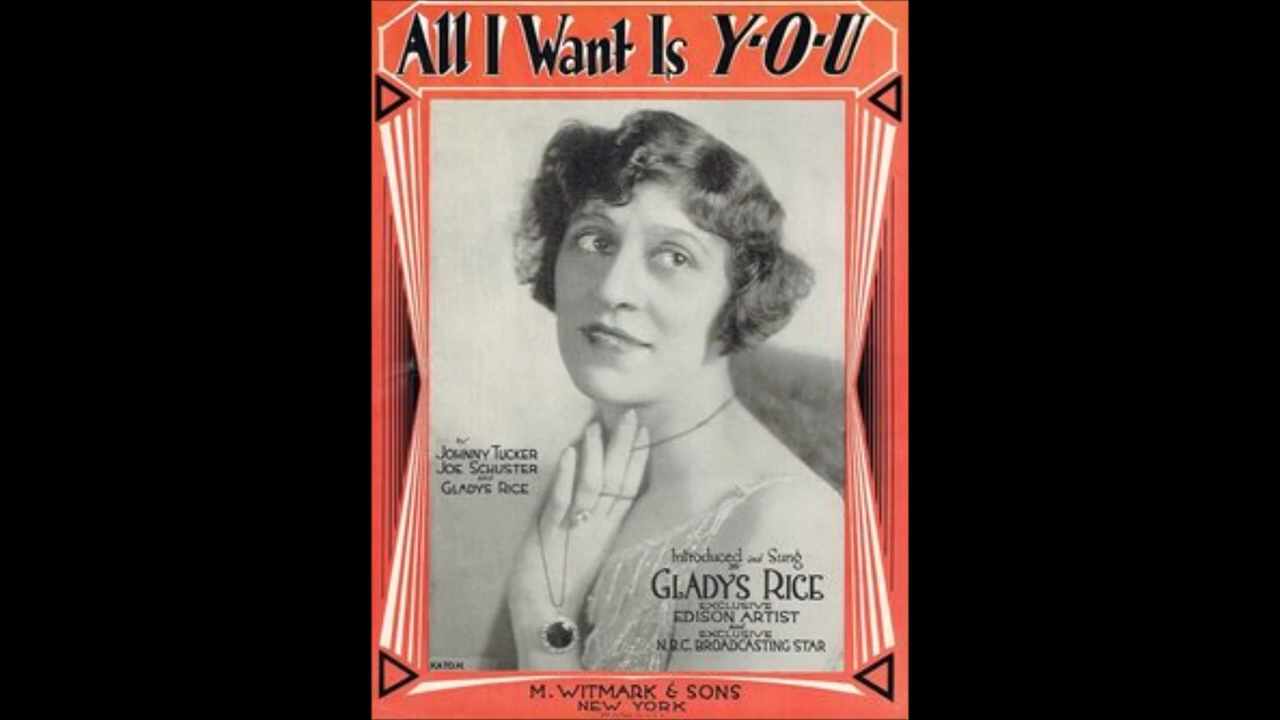 All I Want Is Y-O-U
by
JOHNNY TUCKER
JOE SCHUSTER
and
GLADYS RICE
Introduced and Sung
by
GLADYS RICE
EXCLUSIVE
EDISON ARTIST
and
EXCLUSIVE
N.B.C. BROADCASTING STAR
M. WITMARK & SONS
NEW YORK